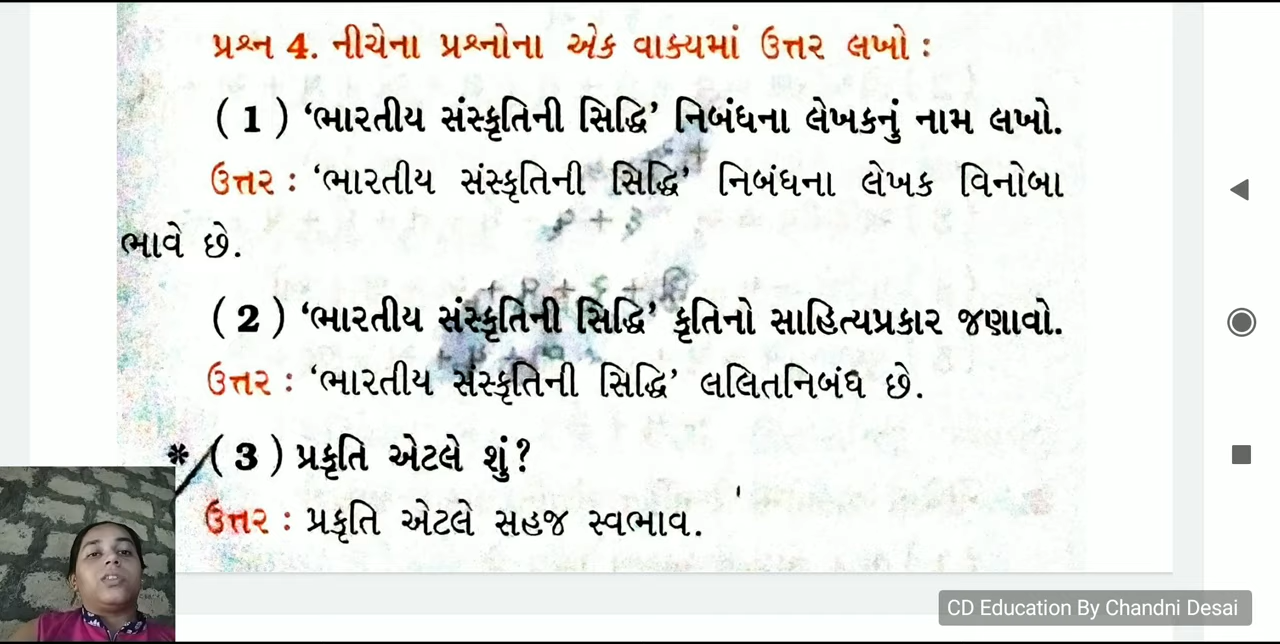 પ્રશ્ન 4. નીચેના પ્રશ્નોના એક વાક્યમાં ઉત્તર લખો :
( 1 ) ‘ભારતીય સંસ્કૃતિની સિદ્ધિ’ નિબંધના લેખકનું નામ લખો.
ઉત્તર : ‘ભારતીય સંસ્કૃતિની સિદ્ધિ’ નિબંધના લેખક વિનોબા
ભાવે છે.
( 2 ) ‘ભારતીય સંસ્કૃતિની સિદ્ધિ’ કૃતિનો સાહિત્યપ્રકાર જણાવો.
ઉત્તર : ‘ભારતીય સંસ્કૃતિની સિદ્ધિ’ લલિતનિબંધ છે.
* ( 3 ) પ્રકૃતિ એટલે શું?
ઉત્તર : પ્રકૃતિ એટલે સહજ સ્વભાવ.
CD Education By Chandni Desai